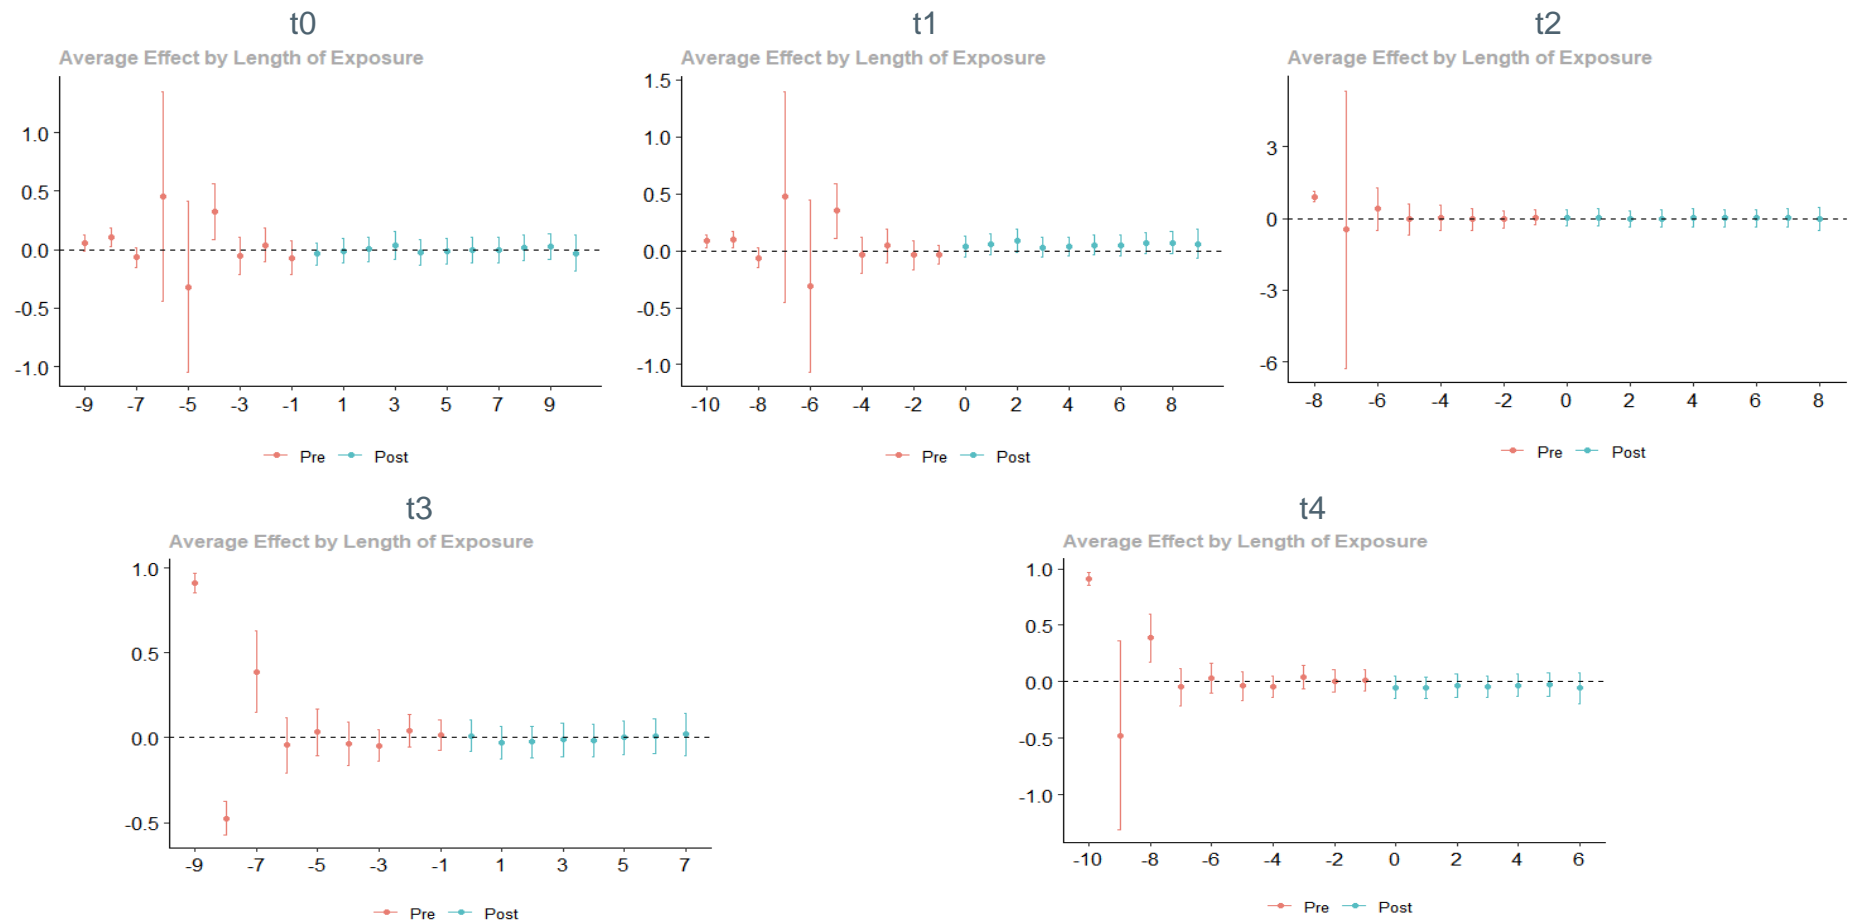 t0
Average Effect by Length of Exposure
1.0
0.5
0.0
-0.5
-1.0
-9 -7 -5 -3 -1 1 3 5 7 9
Pre Post
t1
Average Effect by Length of Exposure
1.5
1.0
0.5
0.0
-0.5
-1.0
-10 -8 -6 -4 -2 0 2 4 6 8
Pre Post
t2
Average Effect by Length of Exposure
3
0
-3
-6
-8 -6 -4 -2 0 2 4 6 8
Pre Post
t3
Average Effect by Length of Exposure
1.0
0.5
0.0
-0.5
-9 -7 -5 -3 -1 1 3 5 7
Pre Post
t4
Average Effect by Length of Exposure
1.0
0.5
0.0
-0.5
-1.0
-10 -8 -6 -4 -2 0 2 4 6
Pre Post